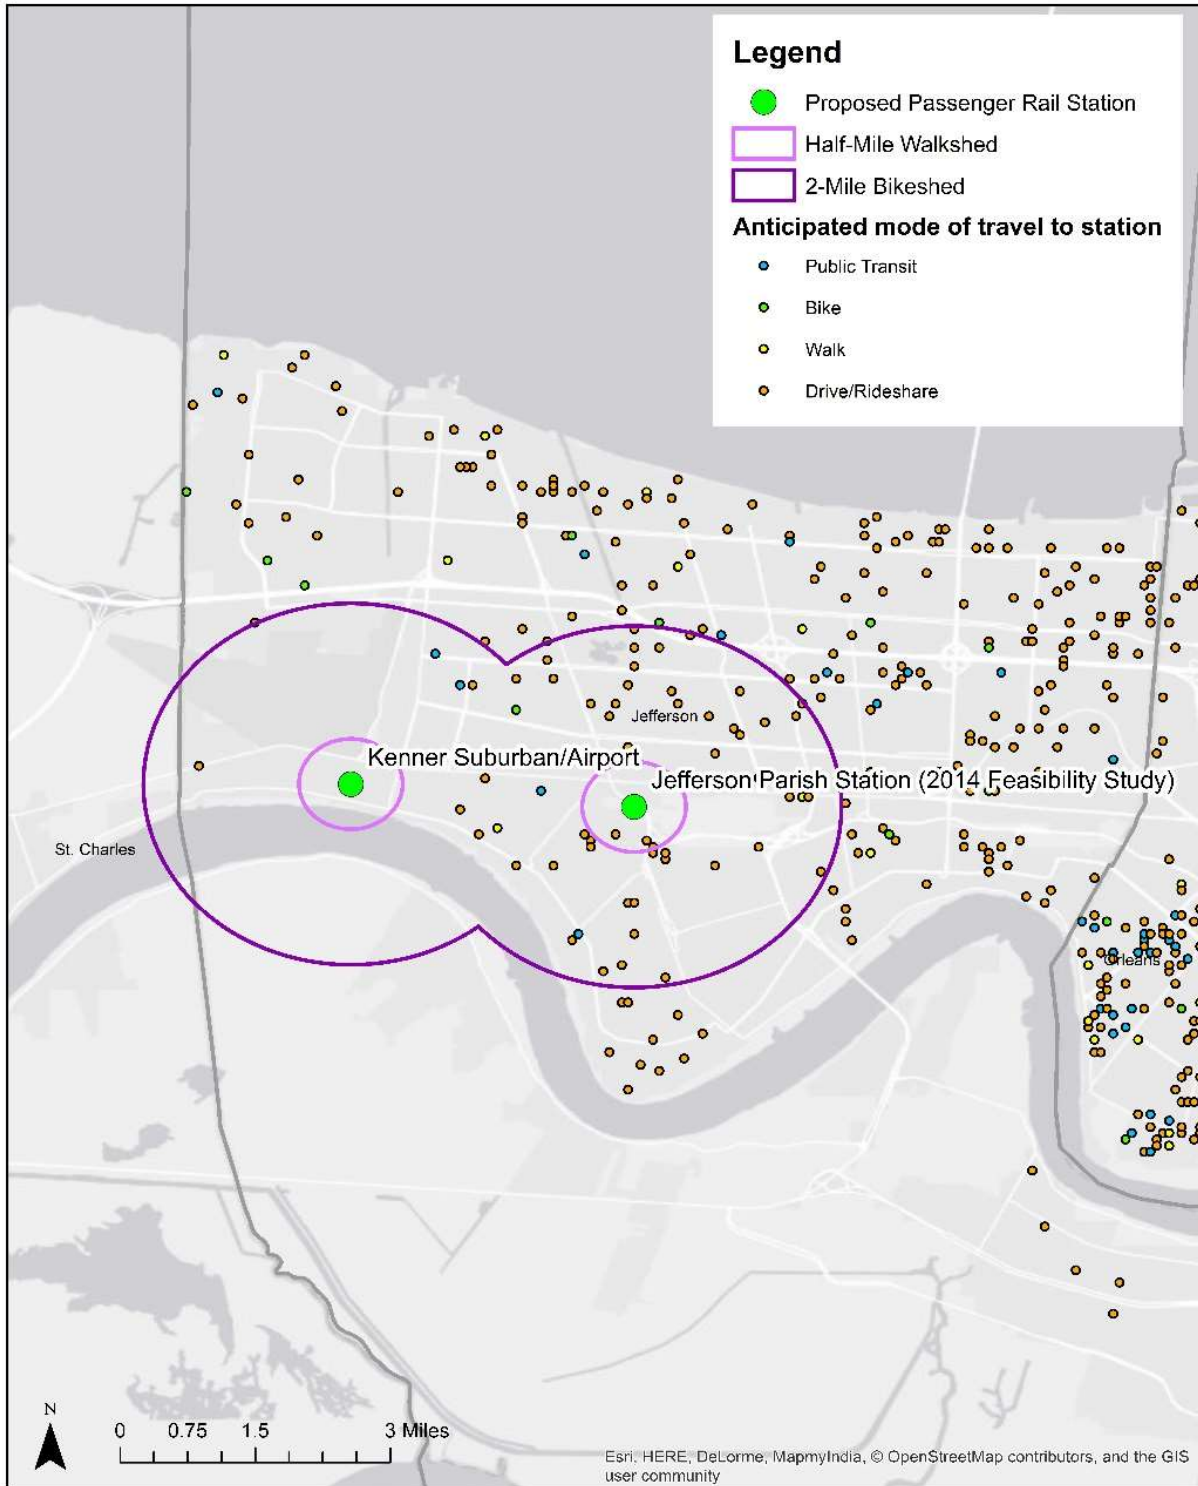 Legend
Proposed Passenger Rail Station
Half-Mile Walkshed
2-Mile Bikeshed
Anticipated mode of travel to station
Public Transit
Bike
Walk
Drive/Rideshare
Jefferson
Kenner Suburban/Airport
Jefferson Parish Station (2014 Feasibility Study)
St. Charles
Orleans
N
0 0.75 1.5 3 Miles
Esri, HERE, DeLorme, MapmyIndia, © OpenStreetMap contributors, and the GIS
user community